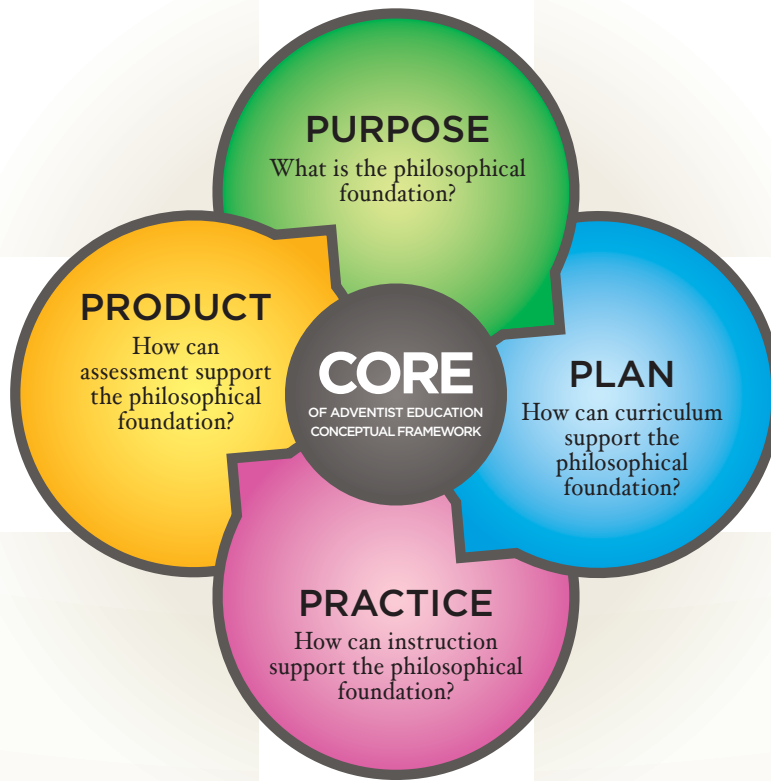 PURPOSE
What is the philosophical
foundation?
PRODUCT
How can
assessment support
the philosophical
foundation?
CORE
OF ADVENTIST EDUCATION
CONCEPTUAL FRAMEWORK
PLAN
How can curriculum
support the
philosophical
foundation?
PRACTICE
How can instruction
support the philosophical
foundation?